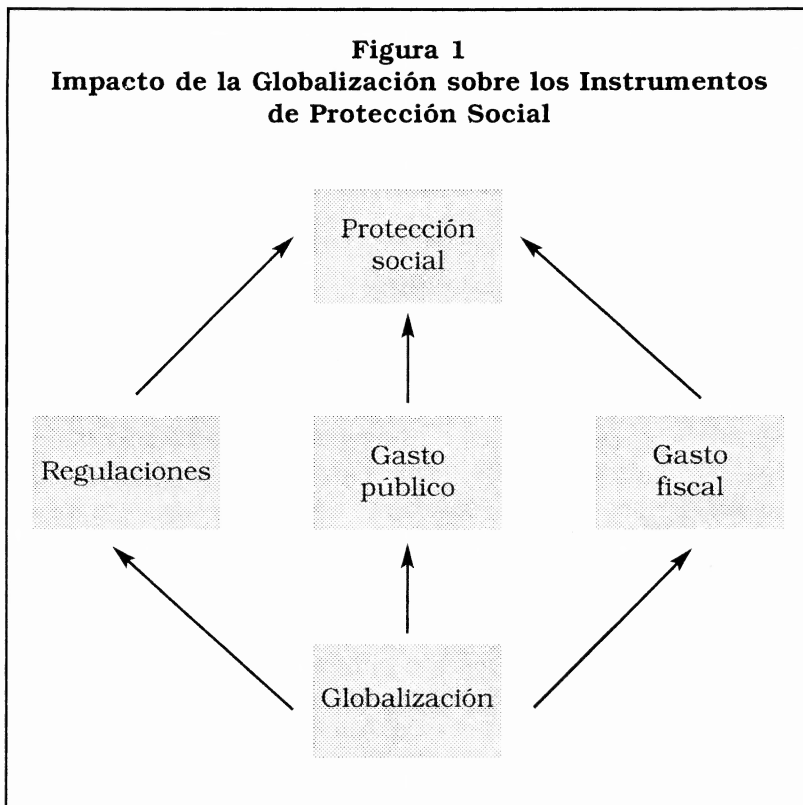 Figura 1
Impacto de la Globalización sobre los Instrumentos
de Protección Social
Protección
social
Regulaciones
Gasto
público
Gasto
fiscal
Globalización